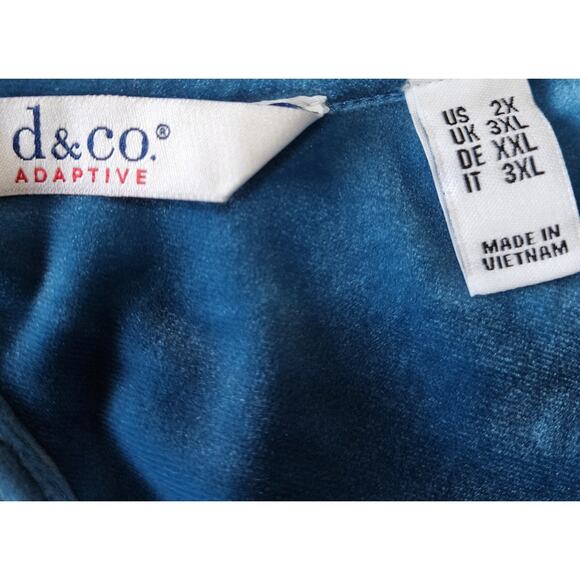 d&co.®
ADAPTIVE
US 2X
UK 3XL
DE XXL
IT 3XL
MADE IN
VIETNAM